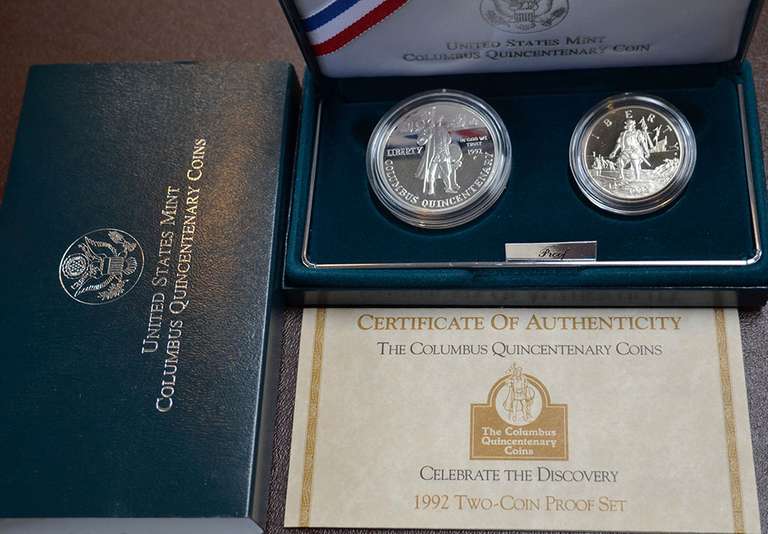 UNITED STATES MINT
COLUMBUS QUINCENTENARY COINS
UNITED STATES MINT
COLUMBUS QUINCENTENARY COIN
LIBERTY
IN GOD WE
TRUST
1992
COLUMBUS QUINCENTENARY
LIBERTY
Proof
CERTIFICATE OF AUTHENTICITY
THE COLUMBUS QUINCENTENARY COINS
The Columbus
Quincentenary
Coins
CELEBRATE THE DISCOVERY
1992 TWO-COIN PROOF SET